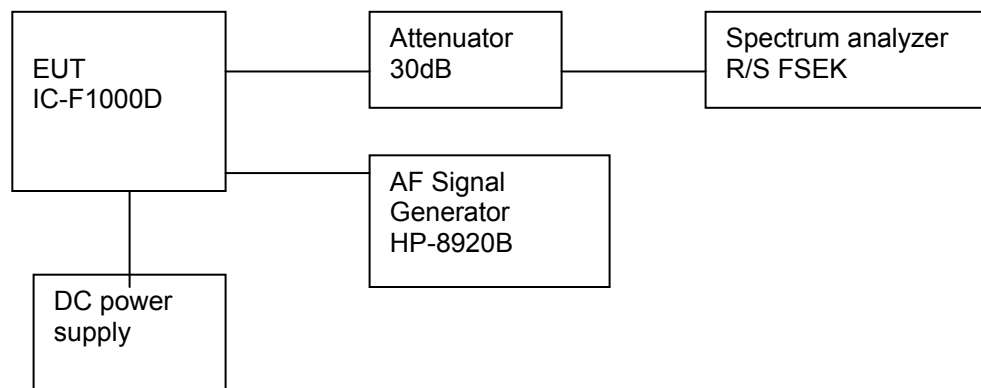 EUT
IC-F1000D
Attenuator
30dB
Spectrum analyzer
R/S FSEK
AF Signal
Generator
HP-8920B
DC power
supply